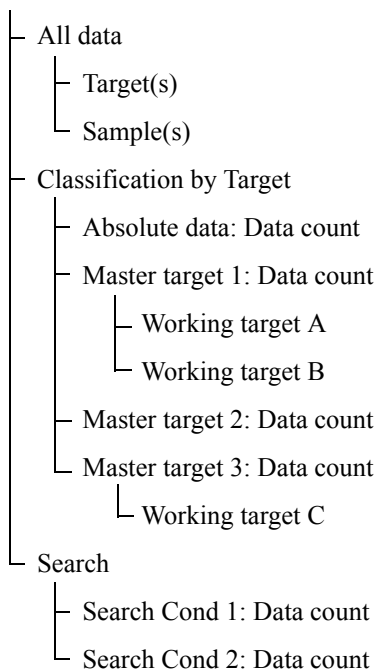 All data
Target(s)
Sample(s)
Classification by Target
Absolute data: Data count
Master target 1: Data count
Working target A
Working target B
Master target 2: Data count
Master target 3: Data count
Working target C
Search
Search Cond 1: Data count
Search Cond 2: Data count